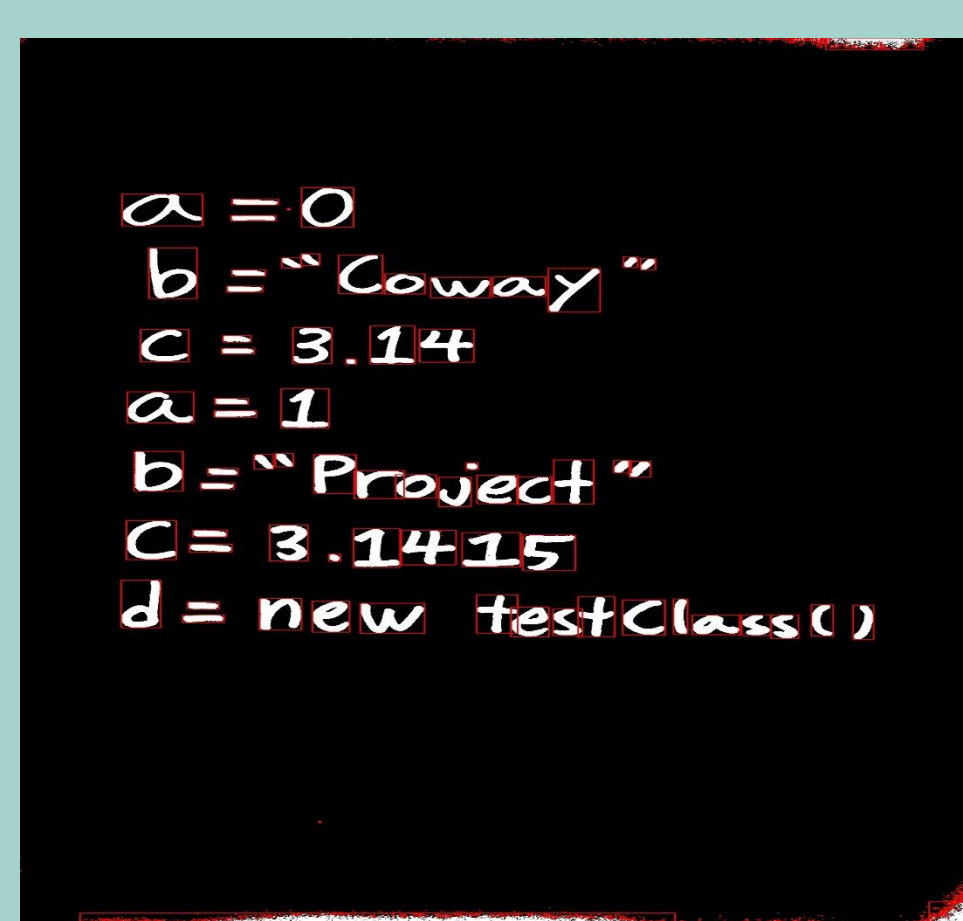 a = 0
b = "Coway"
c = 3.14
a = 1
b = "Project"
c = 3.1415
d = new testClass()